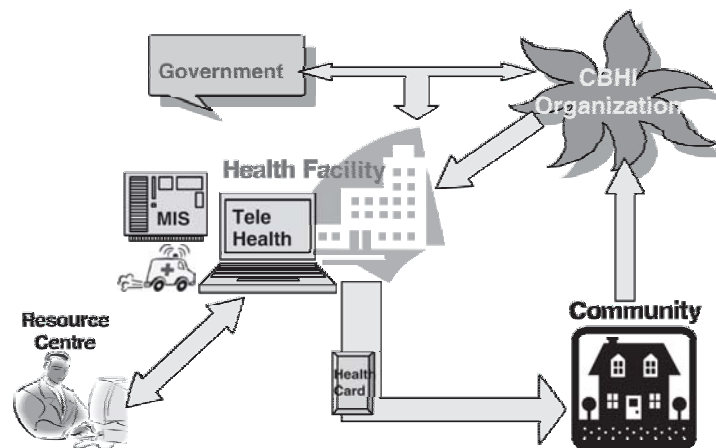 Government
CBHI
Organization
Health Facility
MIS
Tele
Health
Resource
Centre
Health
Card
Community